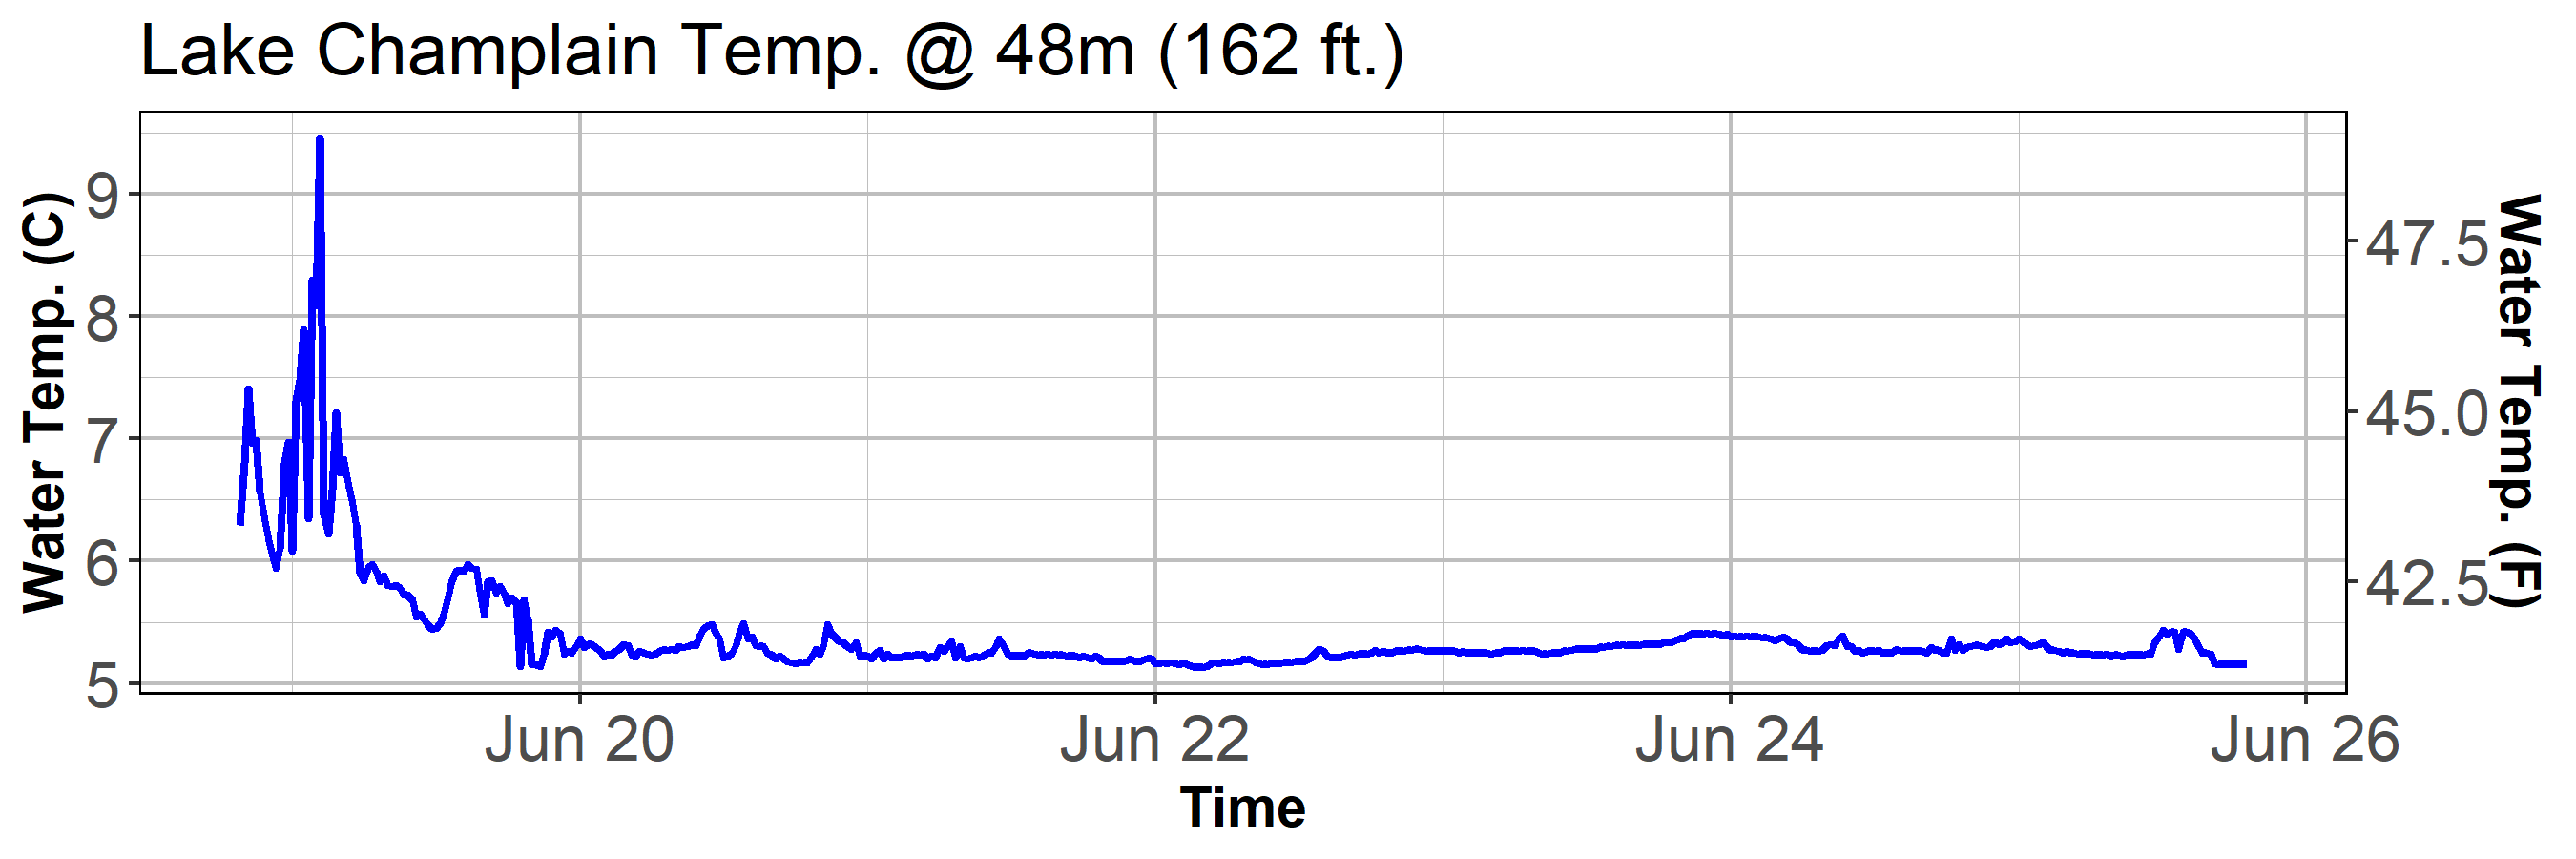 Lake Champlain Temp. @ 48m (162 ft.)
Water Temp. (C)
9
8
7
6
5
47.5
45.0
42.5
Water Temp. (F)
Jun 20 Jun 22 Jun 24 Jun 26
Time